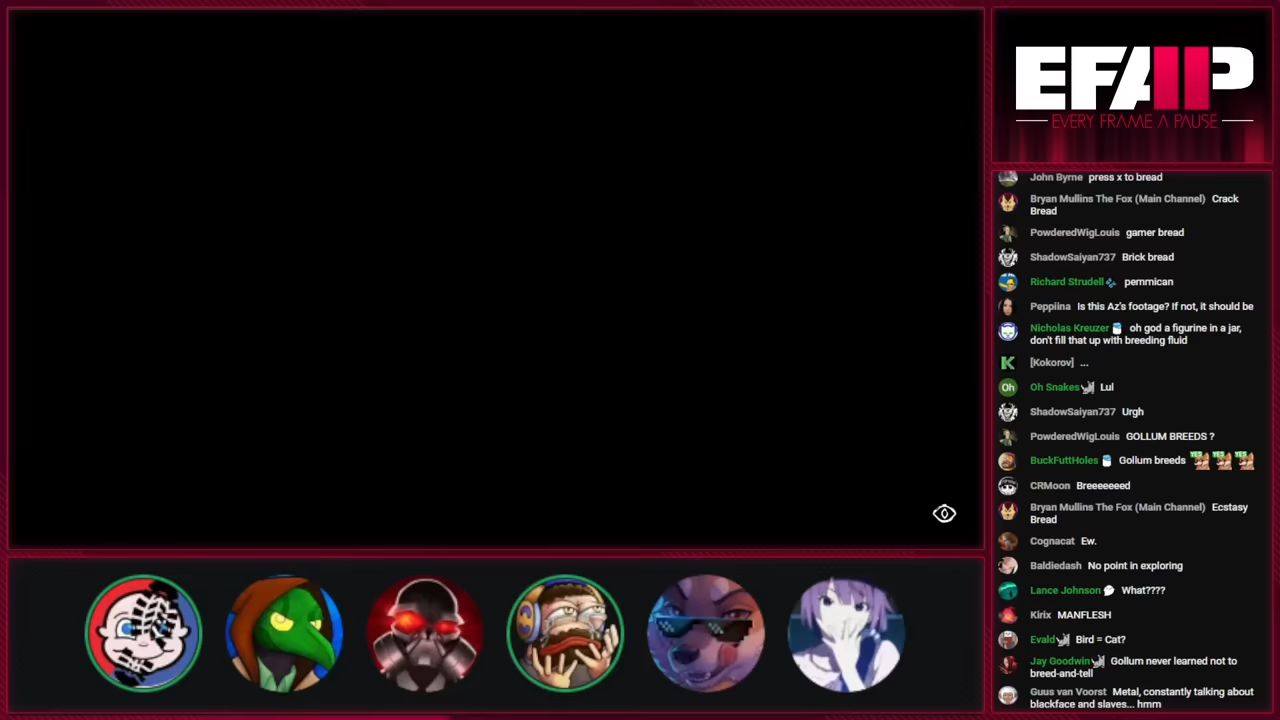 EFAP
EVERY FRAME A PAUSE
John Byrne press x to bread
Bryan Mullins The Fox (Main Channel) Crack
Bread
PowderedWigLouis gamer bread
ShadowSaiyan737 Brick bread
Richard Strudell pemmican
Peppiina Is this Az's footage? If not, it should be
Nicholas Kreuzer oh god a figurine in a jar,
don't fill that up with breeding fluid
K
[Kokorov] ...
Oh
Oh Snakes Lul
ShadowSaiyan737 Urgh
PowderedWigLouis GOLLUM BREEDS ?
BuckFuttHoles Gollum breeds YES YES YES
CRMoon Breeeeeeed
Bryan Mullins The Fox (Main Channel) Ecstasy
Bread
Cognacat Ew.
Baldiedash No point in exploring
Lance Johnson What????
Kirix MANFLESH
Evald Bird = Cat?
Jay Goodwin Gollum never learned not to
breed-and-tell
Guus van Voorst Metal, constantly talking about
blackface and slaves... hmm